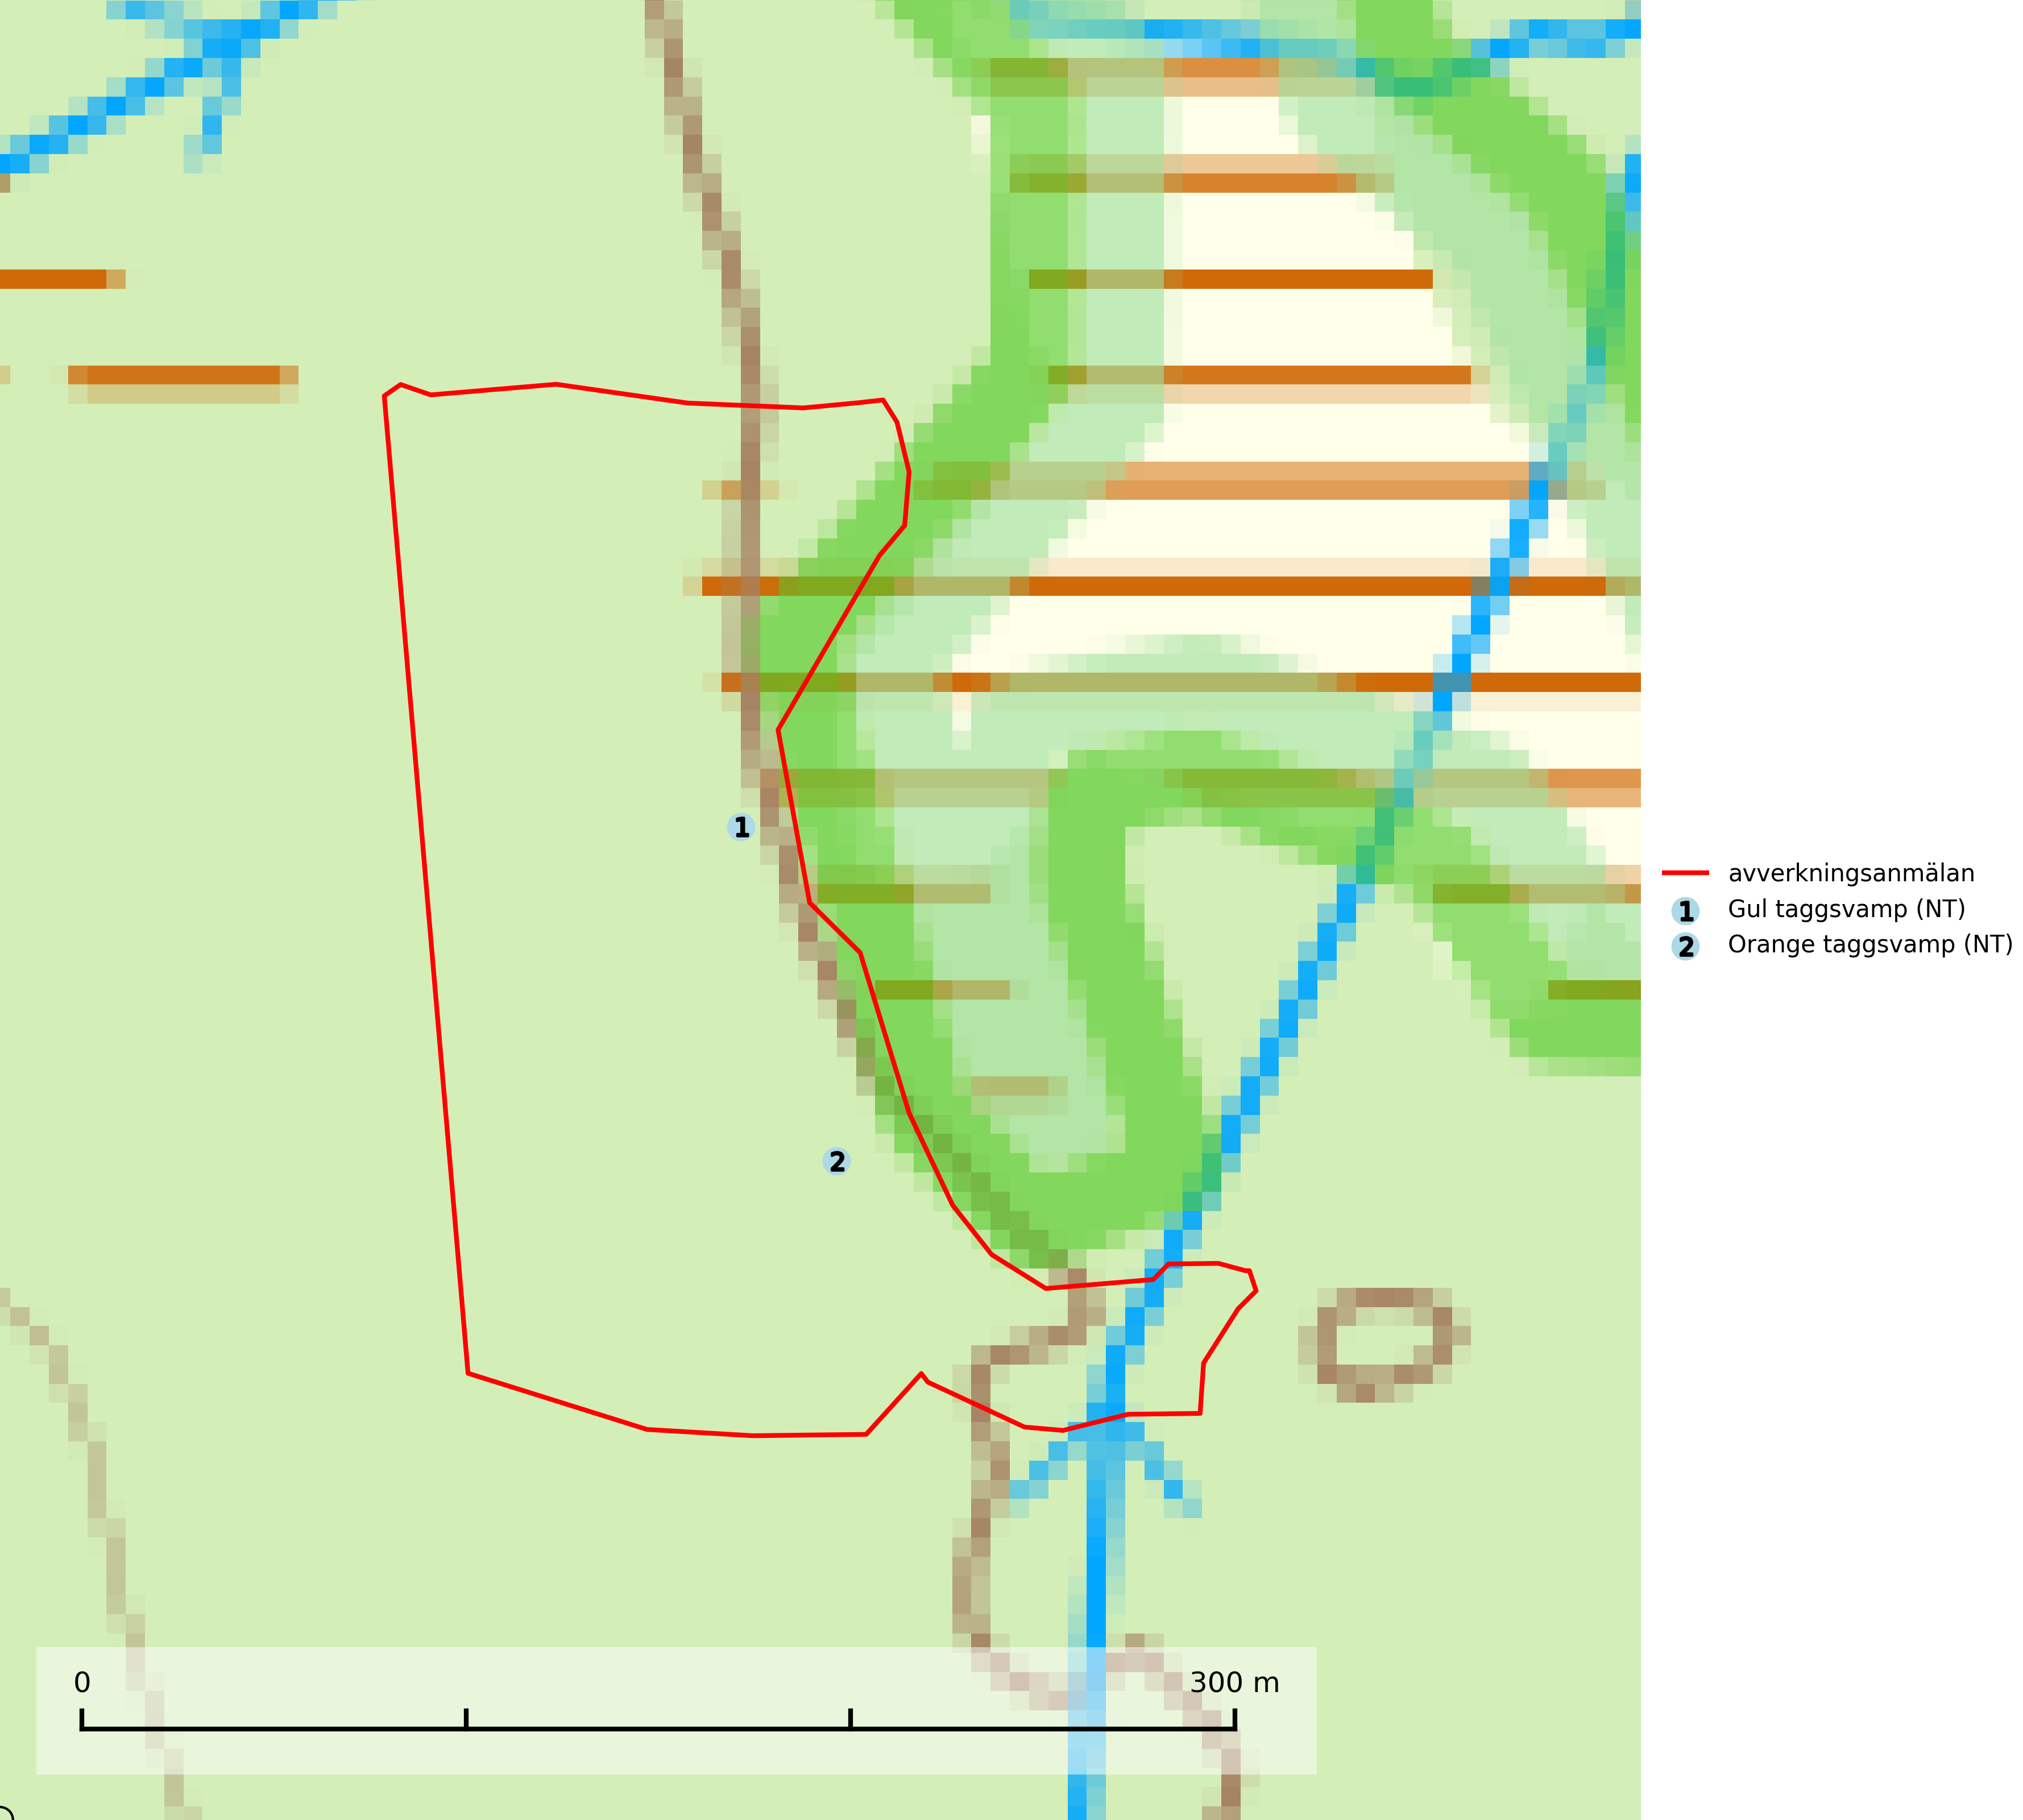 1
2
avverkningsanmälan
1 Gul taggsvamp (NT)
2 Orange taggsvamp (NT)
0 300 m